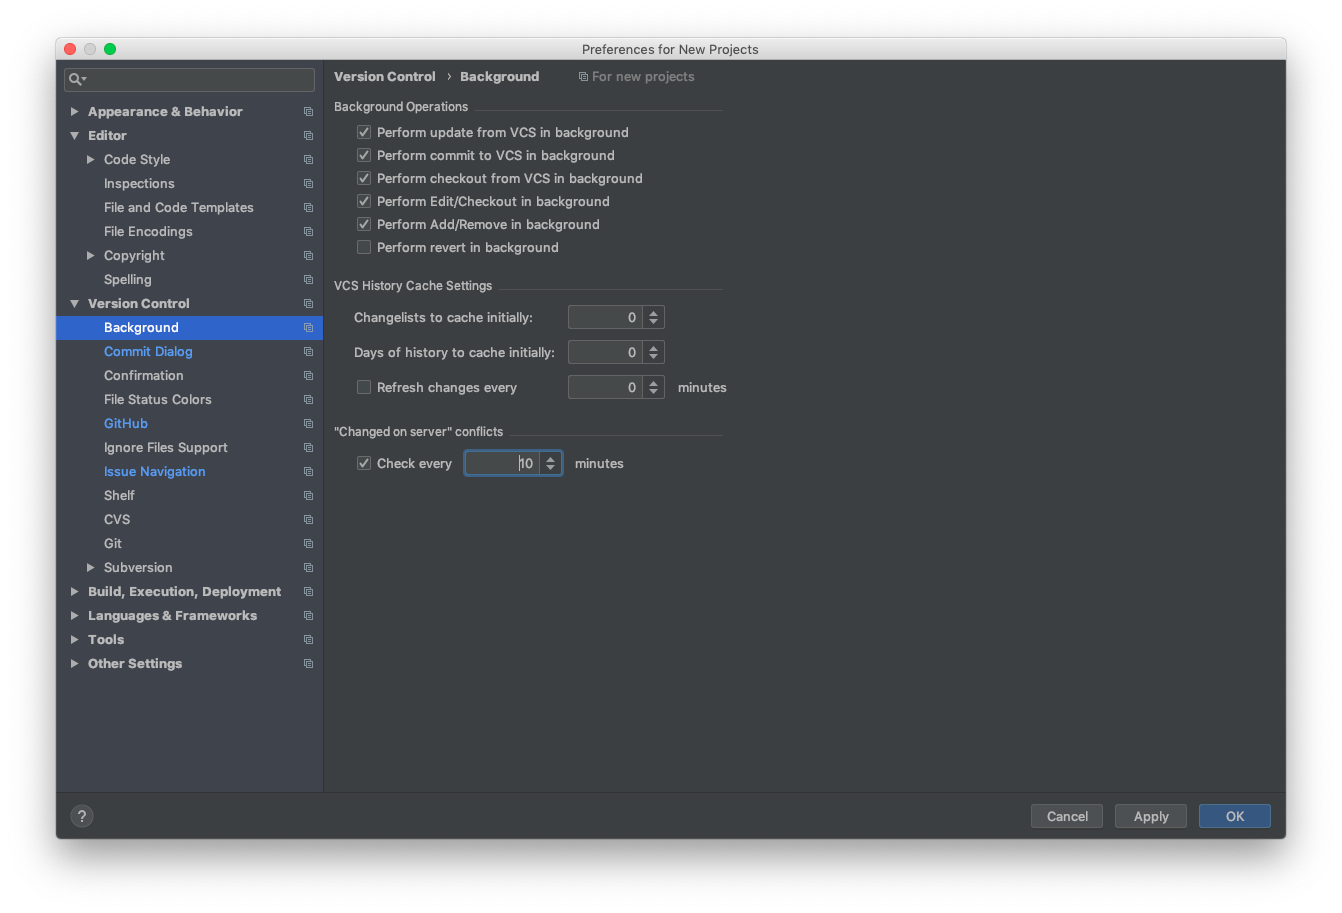 Preferences for New Projects
Appearance & Behavior
Editor
Code Style
Inspections
File and Code Templates
File Encodings
Copyright
Spelling
Version Control
Background
Commit Dialog
Confirmation
File Status Colors
GitHub
Ignore Files Support
Issue Navigation
Shelf
CVS
Git
Subversion
Build, Execution, Deployment
Languages & Frameworks
Tools
Other Settings
Version Control › Background For new projects
Background Operations
Perform update from VCS in background
Perform commit to VCS in background
Perform checkout from VCS in background
Perform Edit/Checkout in background
Perform Add/Remove in background
Perform revert in background
VCS History Cache Settings
Changelists to cache initially: 0
Days of history to cache initially: 0
Refresh changes every 0 minutes
"Changed on server" conflicts
Check every 10 minutes
? Cancel Apply OK